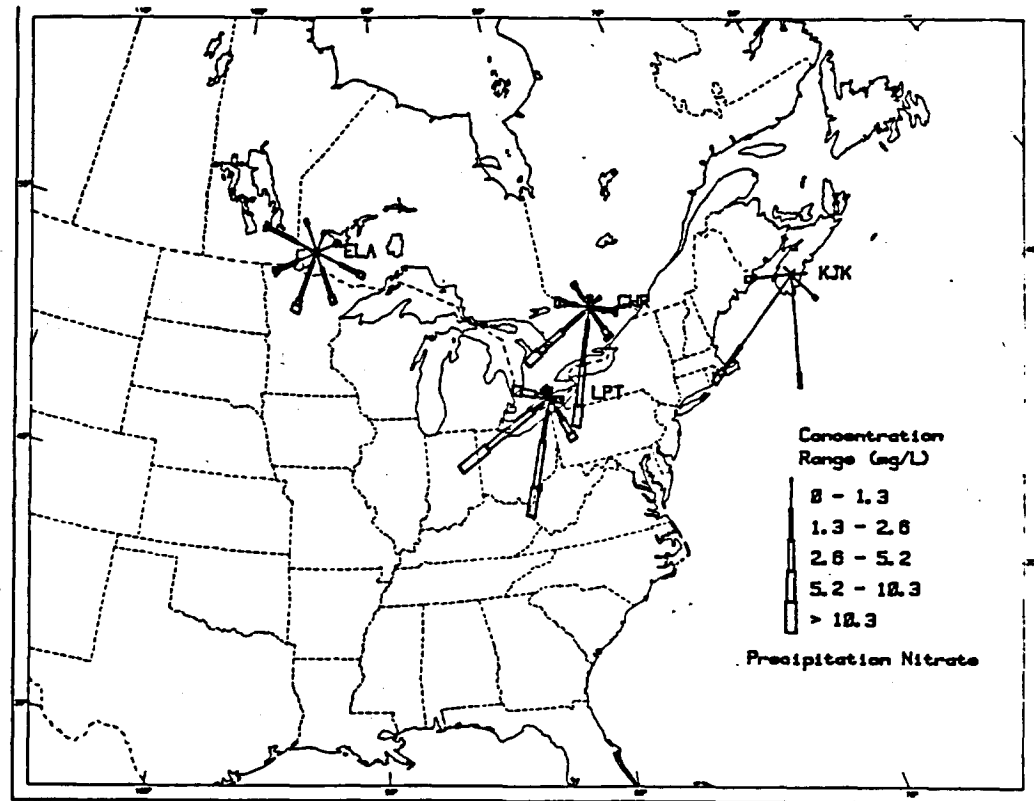 ELA
CHR
KJK
LPT
Concentration
Range (mg/L)
0 - 1.3
1.3 - 2.6
2.6 - 5.2
5.2 - 10.3
> 10.3
Precipitation Nitrate